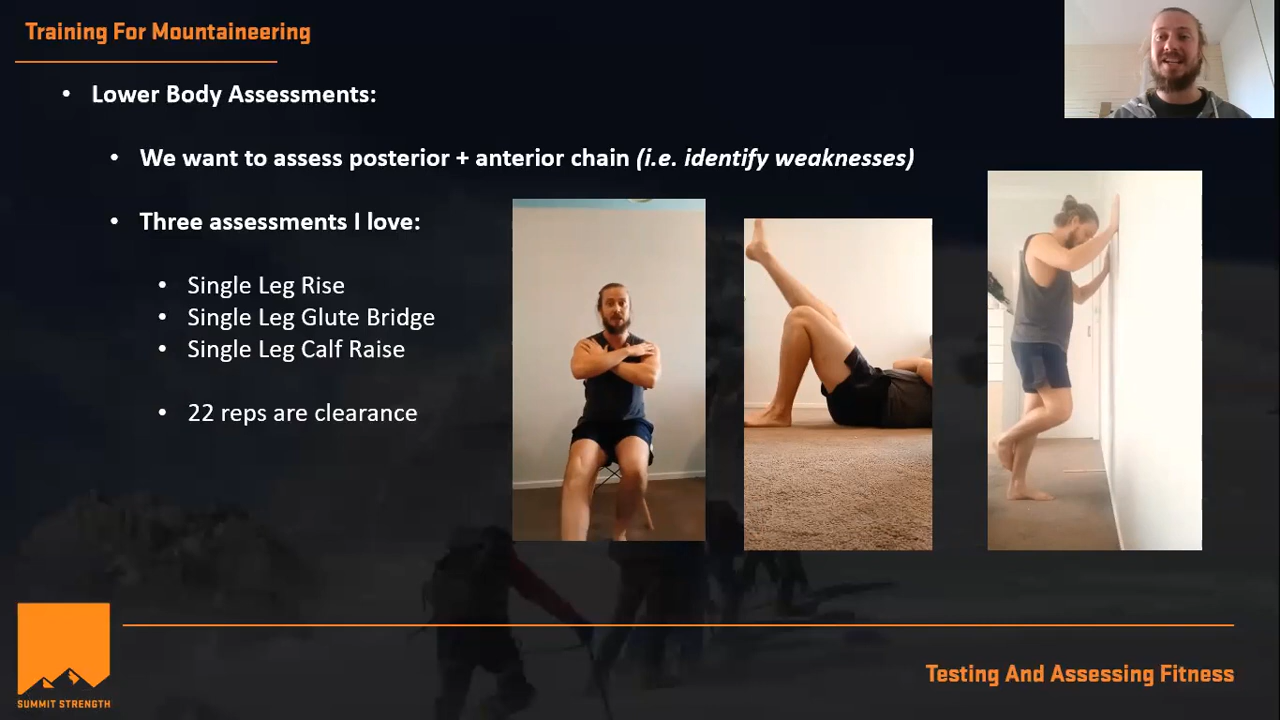 Training For Mountaineering
Lower Body Assessments:
We want to assess posterior + anterior chain (i.e. identify weaknesses)
Three assessments I love:
Single Leg Rise
Single Leg Glute Bridge
Single Leg Calf Raise
22 reps are clearance
SUMMIT STRENGTH
Testing And Assessing Fitness